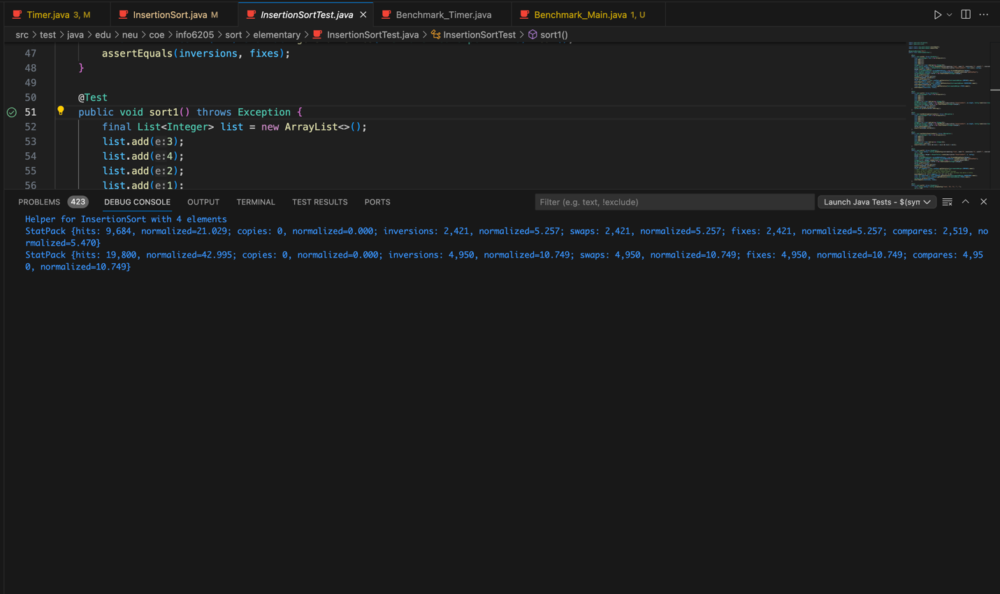 Timer.java 3, M
InsertionSort.java M
InsertionSortTest.java
Benchmark_Timer.java
Benchmark_Main.java 1, U
src > test > java > edu > neu > coe > info6205 > sort > elementary > InsertionSortTest.java > InsertionSortTest > sort1()
47 assertEquals(inversions, fixes);
48 }
49
50 @Test
51 public void sort1() throws Exception {
52 final List<Integer> list = new ArrayList<>();
53 list.add(e:3);
54 list.add(e:4);
55 list.add(e:2);
56 list.add(e:1);
PROBLEMS 423 DEBUG CONSOLE OUTPUT TERMINAL TEST RESULTS PORTS Filter (e.g. text, !exclude) Launch Java Tests - $(syn
Helper for InsertionSort with 4 elements
StatPack {hits: 9,684, normalized=21.029; copies: 0, normalized=0.000; inversions: 2,421, normalized=5.257; swaps: 2,421, normalized=5.257; fixes: 2,421, normalized=5.257; compares: 2,519, no
rmalized=5.470}
StatPack {hits: 19,800, normalized=42.995; copies: 0, normalized=0.000; inversions: 4,950, normalized=10.749; swaps: 4,950, normalized=10.749; fixes: 4,950, normalized=10.749; compares: 4,95
0, normalized=10.749}